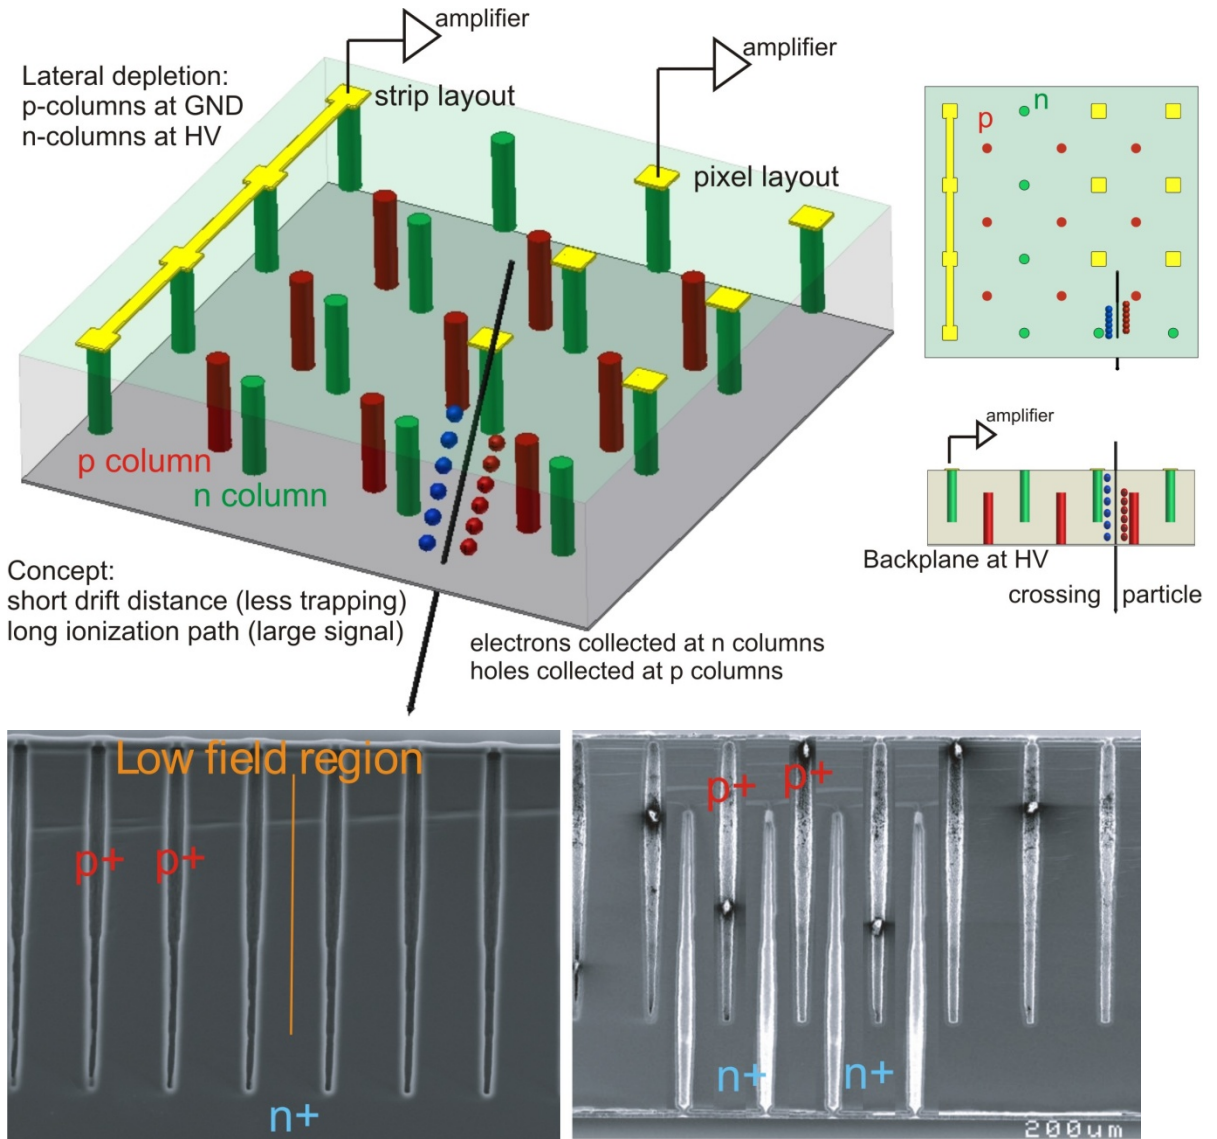 amplifier
amplifier
Lateral depletion:
p-columns at GND
n-columns at HV
strip layout
pixel layout
n
p
p column
n column
amplifier
Backplane at HV
crossing particle
Concept:
short drift distance (less trapping)
long ionization path (large signal)
electrons collected at n columns
holes collected at p columns
Low field region
p+ p+
n+
p+ p+
n+ n+
200µm